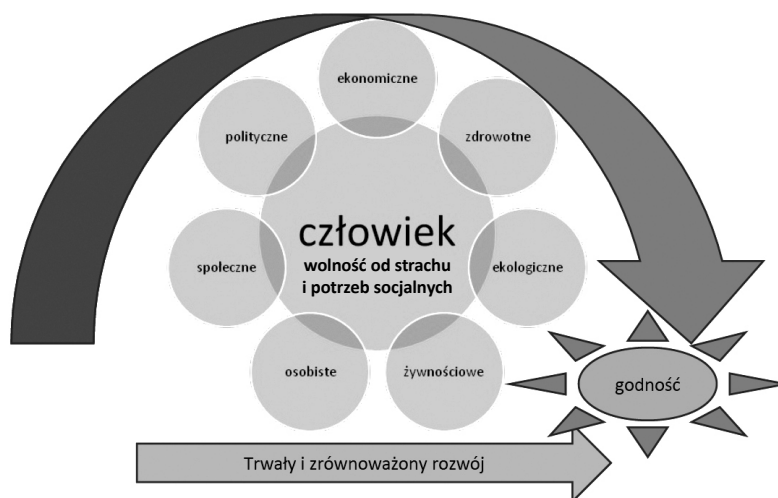 ekonomiczne
polityczne
zdrowotne
człowiek
wolność od strachu
i potrzeb socjalnych
społeczne
ekologiczne
osobiste
żywnościowe
godność
Trwały i zrównoważony rozwój